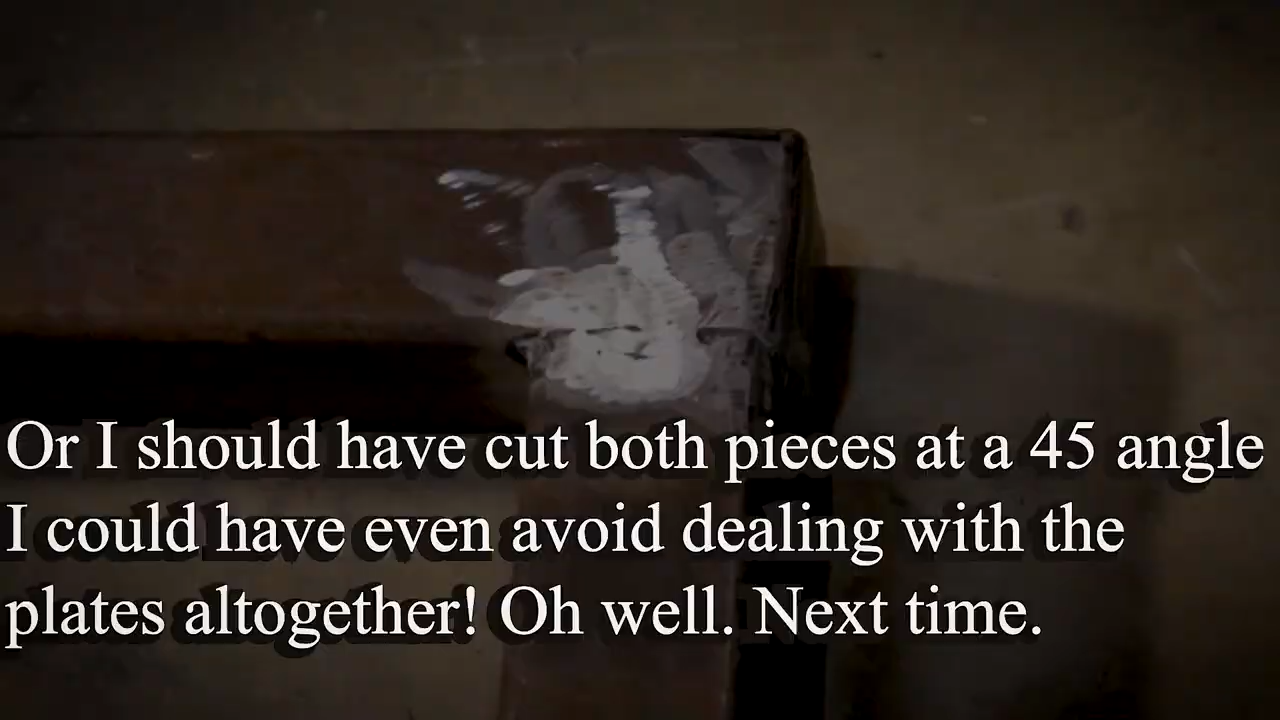 Or I should have cut both pieces at a 45 angle
I could have even avoid dealing with the
plates altogether! Oh well. Next time.